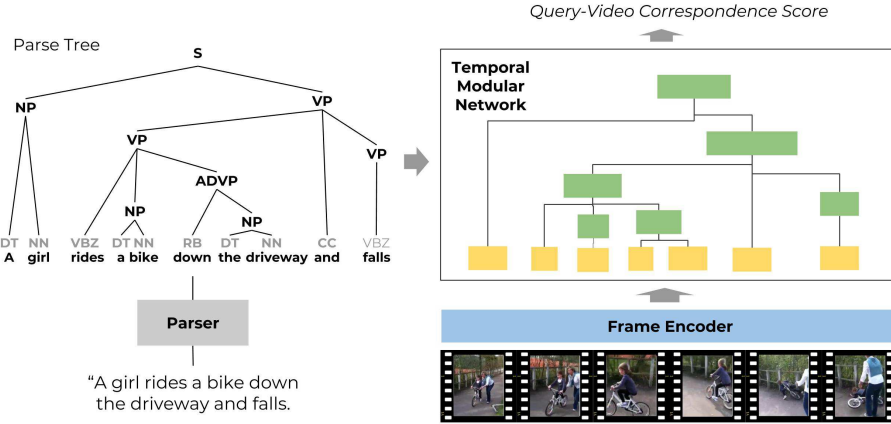 Query-Video Correspondence Score
Parse Tree
S
NP VP
VP VP
ADVP
NP NP
DT NN VBZ DT NN RB DT NN CC VBZ
A girl rides a bike down the driveway and falls
Parser
“A girl rides a bike down
the driveway and falls.
Temporal
Modular
Network
Frame Encoder